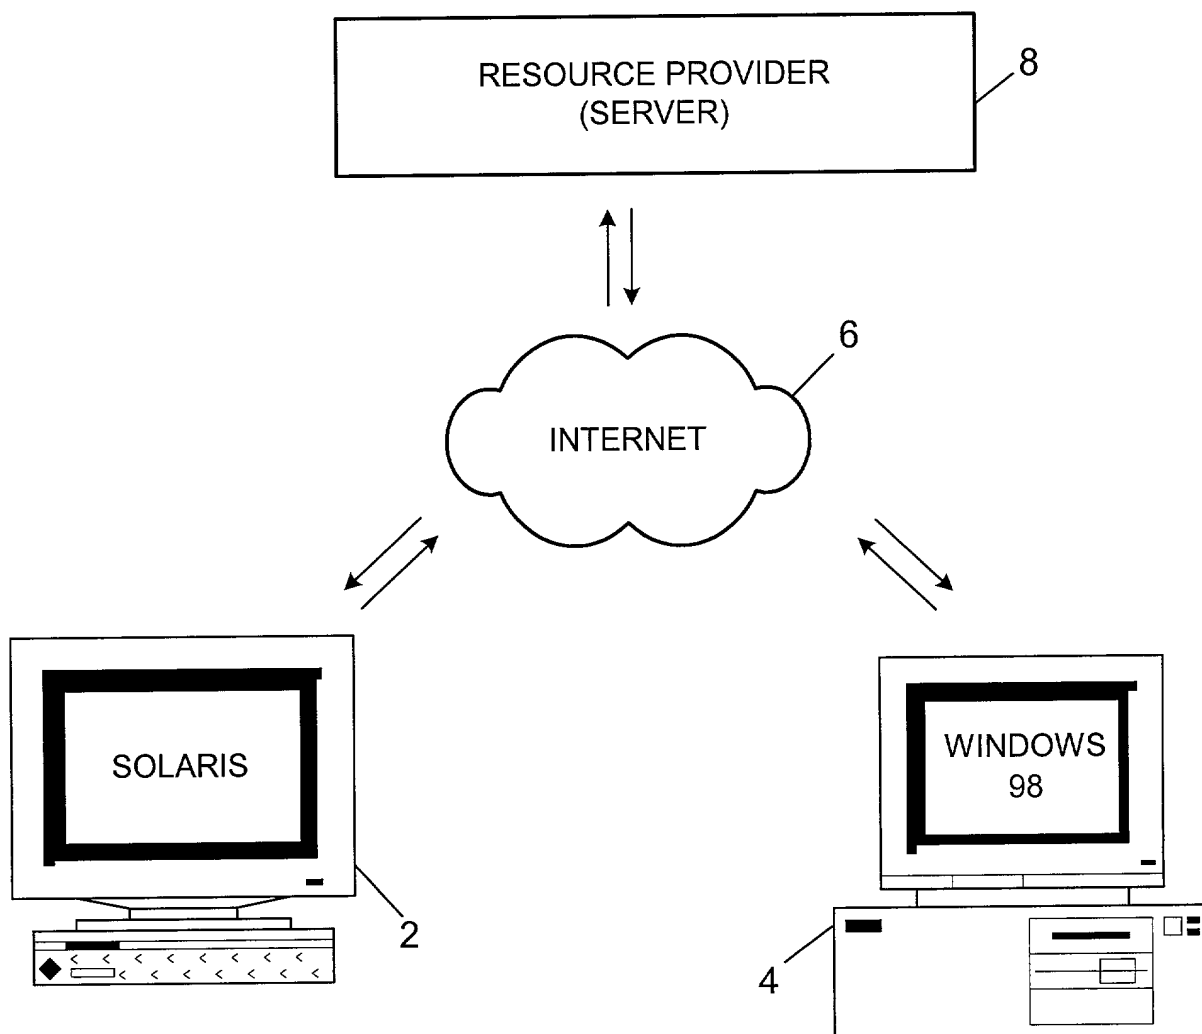 RESOURCE PROVIDER
(SERVER)
8
6
INTERNET
SOLARIS
WINDOWS
98
2
4